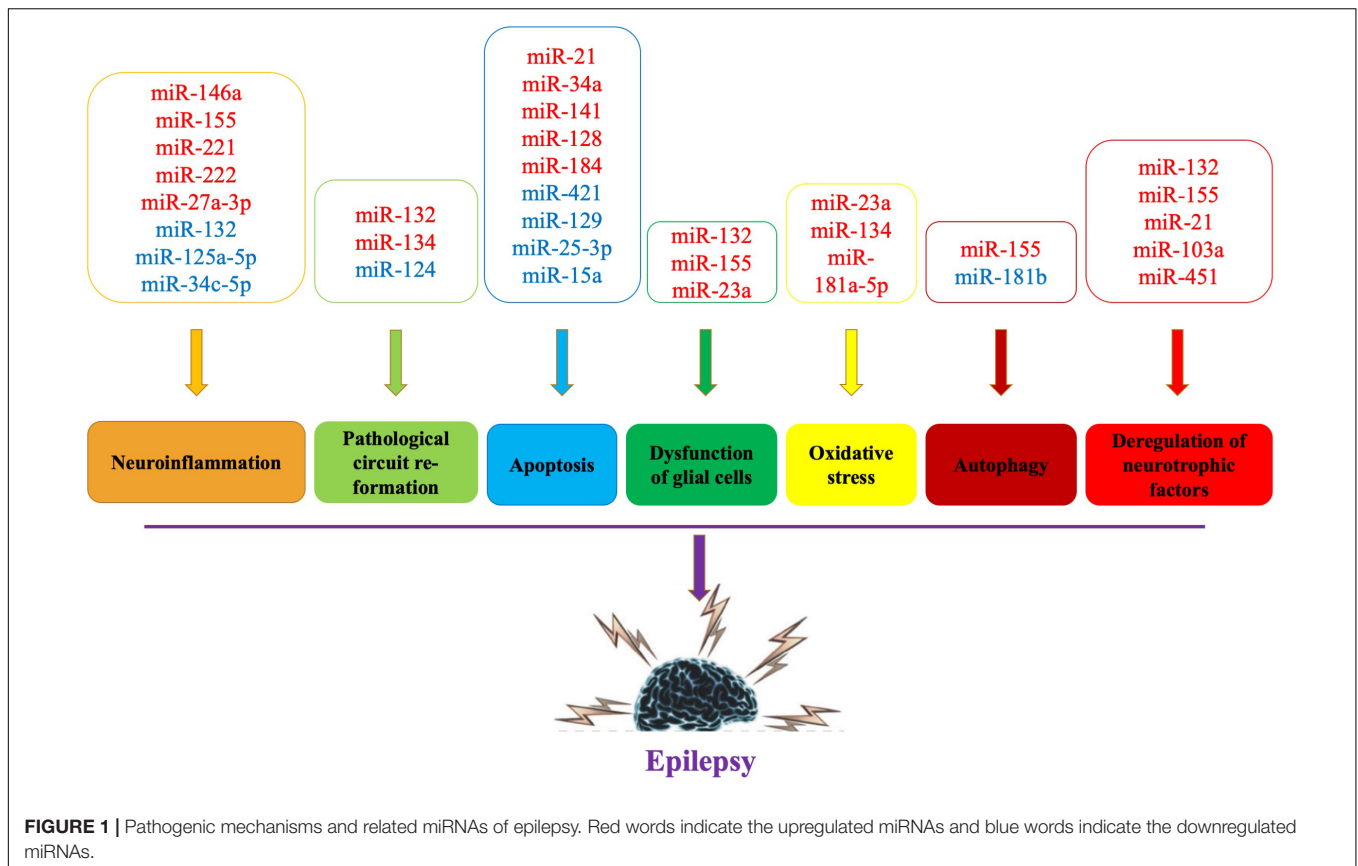 miR-146a
miR-155
miR-221
miR-222
miR-27a-3p
miR-132
miR-125a-5p
miR-34c-5p
miR-132
miR-134
miR-124
miR-21
miR-34a
miR-141
miR-128
miR-184
miR-421
miR-129
miR-25-3p
miR-15a
miR-132
miR-155
miR-23a
miR-23a
miR-134
miR-
181a-5p
miR-155
miR-181b
miR-132
miR-155
miR-21
miR-103a
miR-451
Neuroinflammation
Pathological
circuit re-
formation
Apoptosis
Dysfunction
of glial cells
Oxidative
stress
Autophagy
Deregulation of
neurotrophic
factors
Epilepsy
FIGURE 1 | Pathogenic mechanisms and related miRNAs of epilepsy. Red words indicate the upregulated miRNAs and blue words indicate the downregulated
miRNAs.